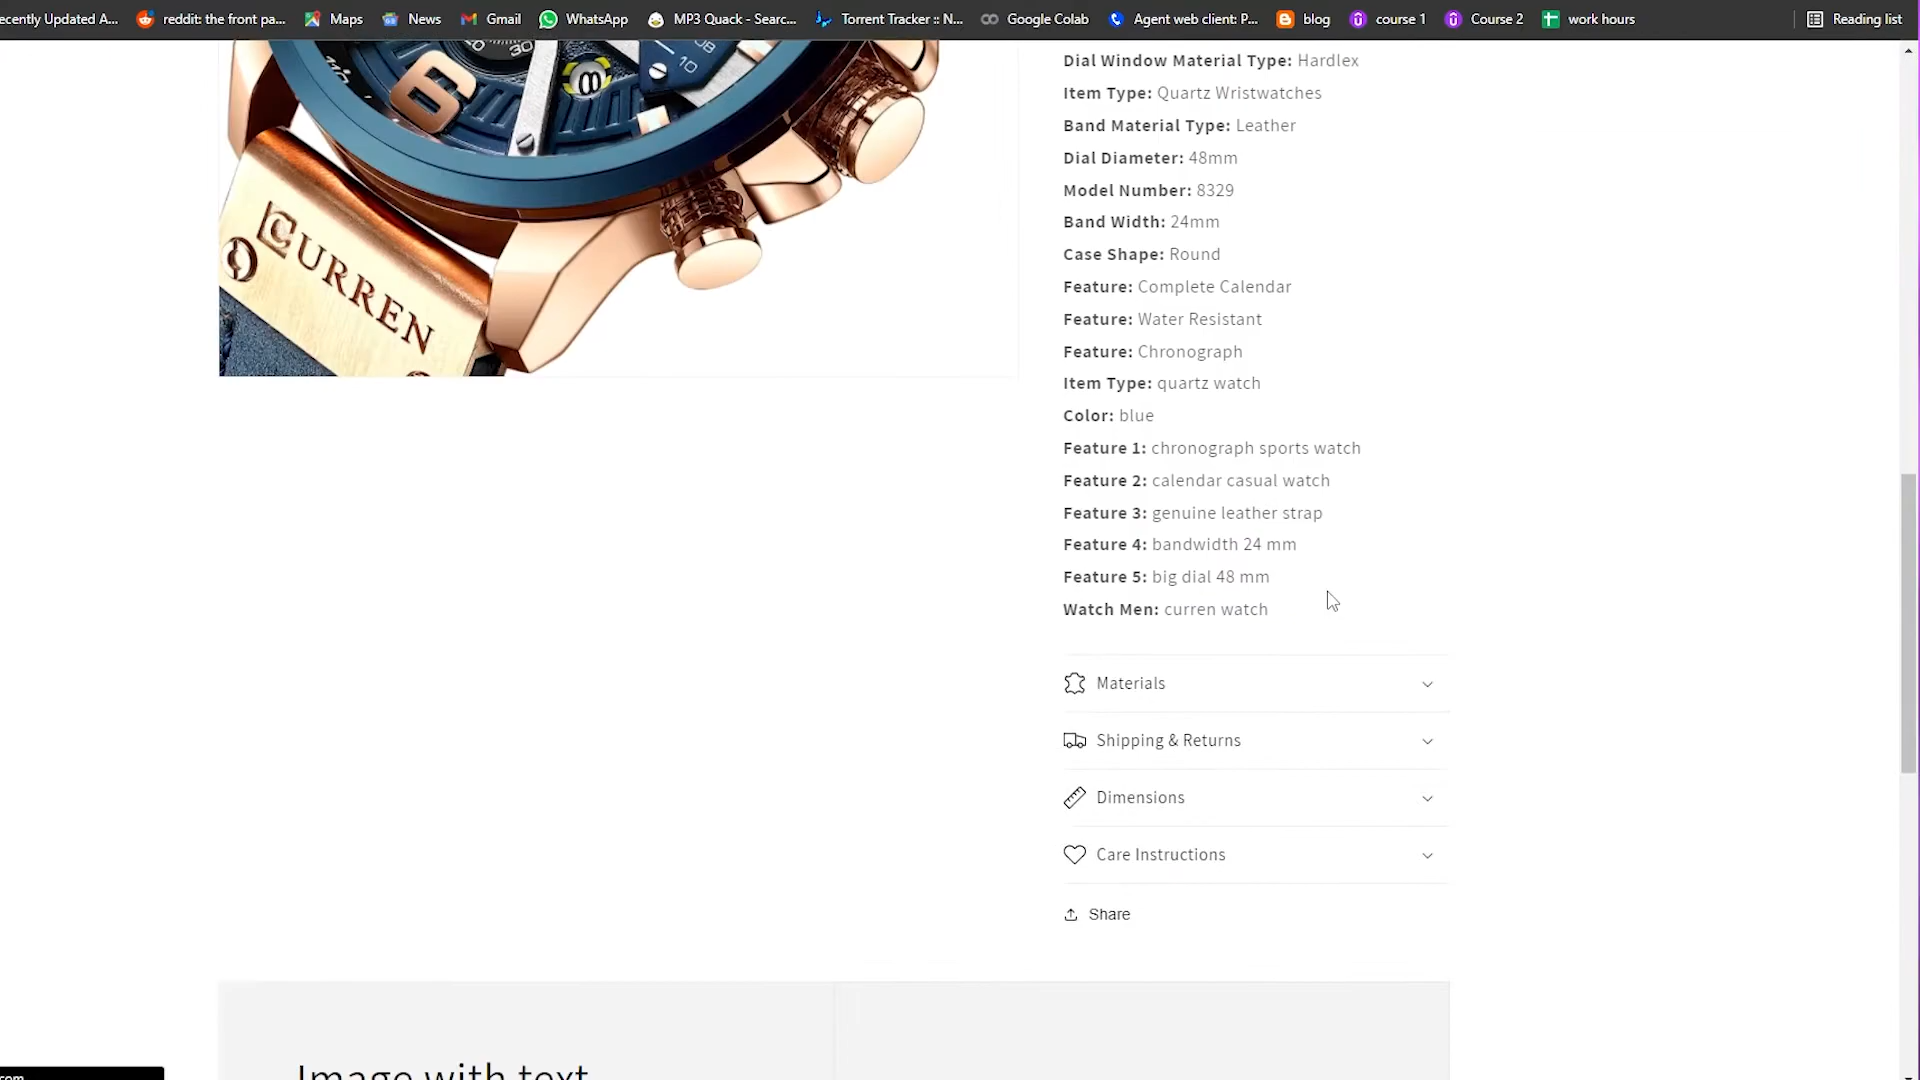 ecently Updated A...
reddit: the front pa...
Maps
News
Gmail
WhatsApp
MP3 Quack - Searc...
Torrent Tracker :: N...
Google Colab
Agent web client: P...
blog
course 1
Course 2
work hours
Reading list
30
10
6
CURREN
Dial Window Material Type: Hardlex
Item Type: Quartz Wristwatches
Band Material Type: Leather
Dial Diameter: 48mm
Model Number: 8329
Band Width: 24mm
Case Shape: Round
Feature: Complete Calendar
Feature: Water Resistant
Feature: Chronograph
Item Type: quartz watch
Color: blue
Feature 1: chronograph sports watch
Feature 2: calendar casual watch
Feature 3: genuine leather strap
Feature 4: bandwidth 24 mm
Feature 5: big dial 48 mm
Watch Men: curren watch
Materials
Shipping & Returns
Dimensions
Care Instructions
Share
Image with text